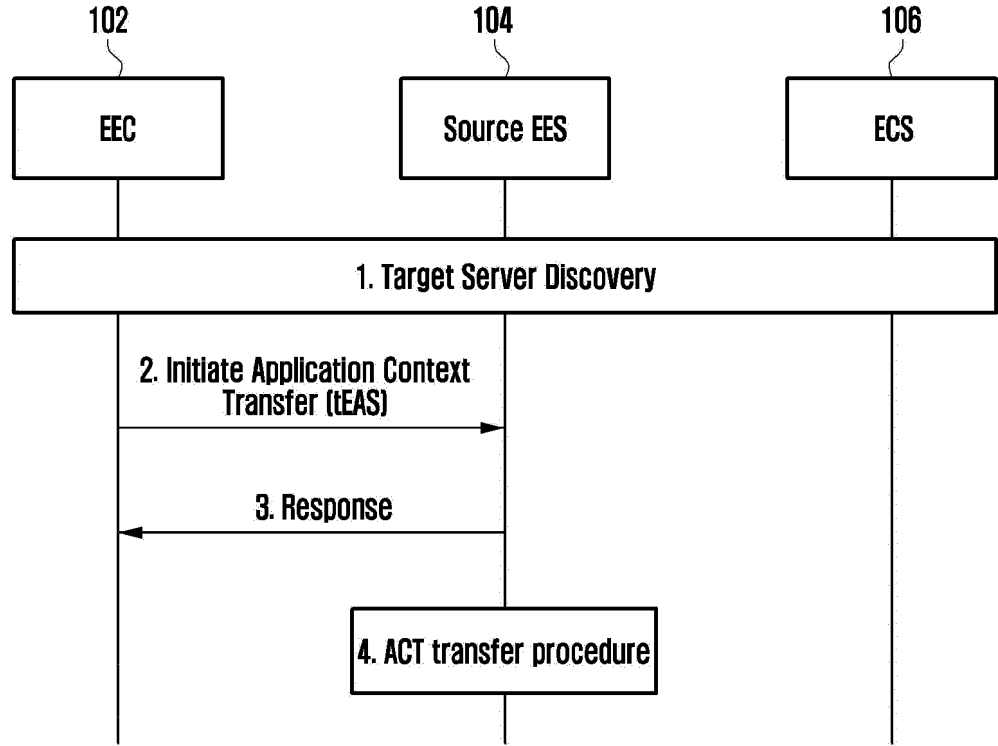 102
104
106
EEC
Source EES
ECS
1. Target Server Discovery
2. Initiate Application Context
Transfer (tEAS)
3. Response
4. ACT transfer procedure